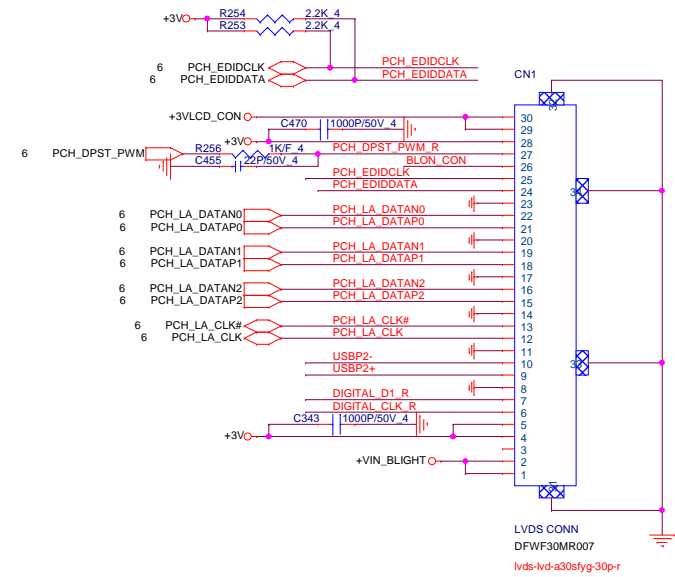 R254 2.2K_4
+3V
R253 2.2K_4
6 PCH_EDIDCLK PCH_EDIDCLK
6 PCH_EDIDDATA PCH_EDIDDATA
CN1
32
+3VLCD_CON 30
C470 1000P/50V_4 29
+3V 28
6 PCH_DPST_PWM R256 1K/F_4 PCH_DPST_PWM_R 27
C455 22P/50V_4 BLON_CON 26
PCH_EDIDCLK 25
PCH_EDIDDATA 24 34
23
6 PCH_LA_DATAN0 PCH_LA_DATAN0 22
6 PCH_LA_DATAP0 PCH_LA_DATAP0 21
20
6 PCH_LA_DATAN1 PCH_LA_DATAN1 19
6 PCH_LA_DATAP1 PCH_LA_DATAP1 18
17
6 PCH_LA_DATAN2 PCH_LA_DATAN2 16
6 PCH_LA_DATAP2 PCH_LA_DATAP2 15
14
6 PCH_LA_CLK# PCH_LA_CLK# 13
6 PCH_LA_CLK PCH_LA_CLK 12
11
USBP2- 10 33
USBP2+ 9
8
DIGITAL_D1_R 7
DIGITAL_CLK_R 6
C343 1000P/50V_4 5
+3V 4
3
+VIN_BLIGHT 2
1
31
LVDS CONN
DFWF30MR007
lvds-lvd-a30sfyg-30p-r